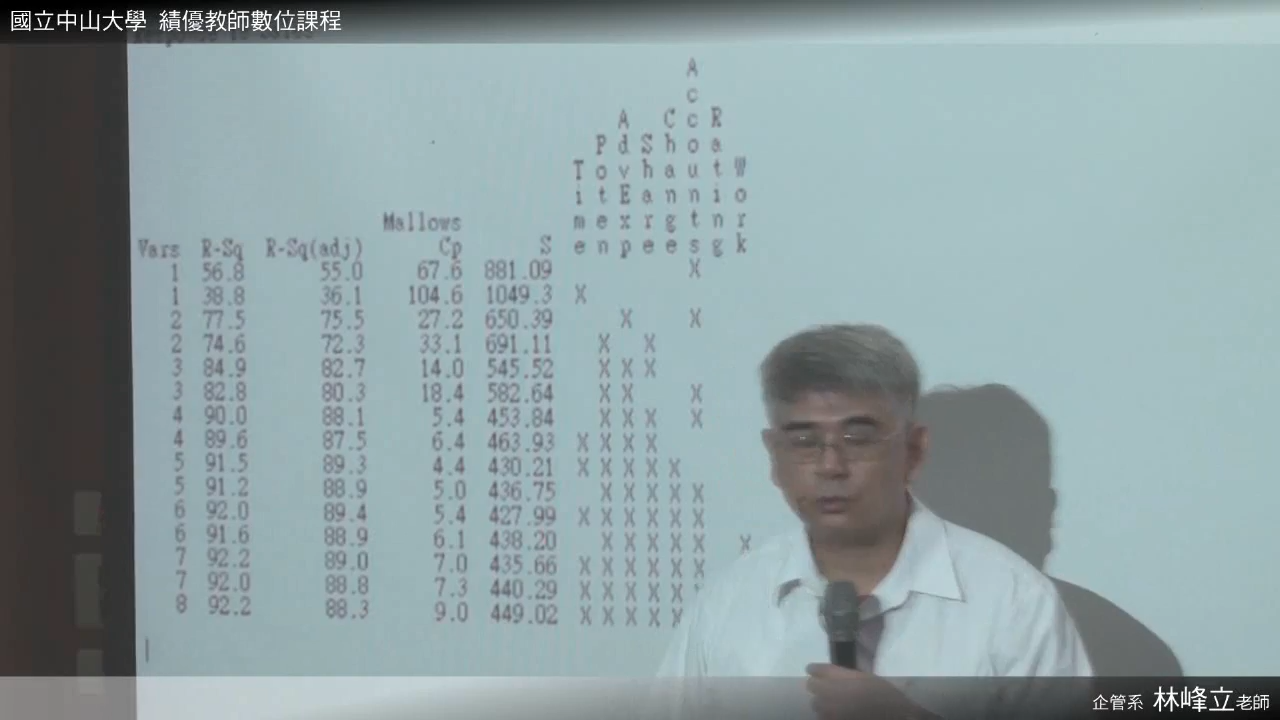 國立中山大學 績優教師數位課程
Time Poten AdvExp Share Change Accounts Rating Work
Mallows
Vars R-Sq R-Sq(adj) Cp S
1 56.8 55.0 67.6 881.09 X
1 38.8 36.1 104.6 1049.3 X
2 77.5 75.5 27.2 650.39 X X
2 74.6 72.3 33.1 691.11 X X
3 84.9 82.7 14.0 545.52 X X X
3 82.8 80.3 18.4 582.64 X X X
4 90.0 88.1 5.4 453.84 X X X X
4 89.6 87.5 6.4 463.93 X X X X
5 91.5 89.3 4.4 430.21 X X X X X
5 91.2 88.9 5.0 436.75 X X X X X
6 92.0 89.4 5.4 427.99 X X X X X X
6 91.6 88.9 6.1 438.20 X X X X X X
7 92.2 89.0 7.0 435.66 X X X X X X
7 92.0 88.8 7.3 440.29 X X X X X
8 92.2 88.3 9.0 449.02 X X X X X
企管系 林峰立老師